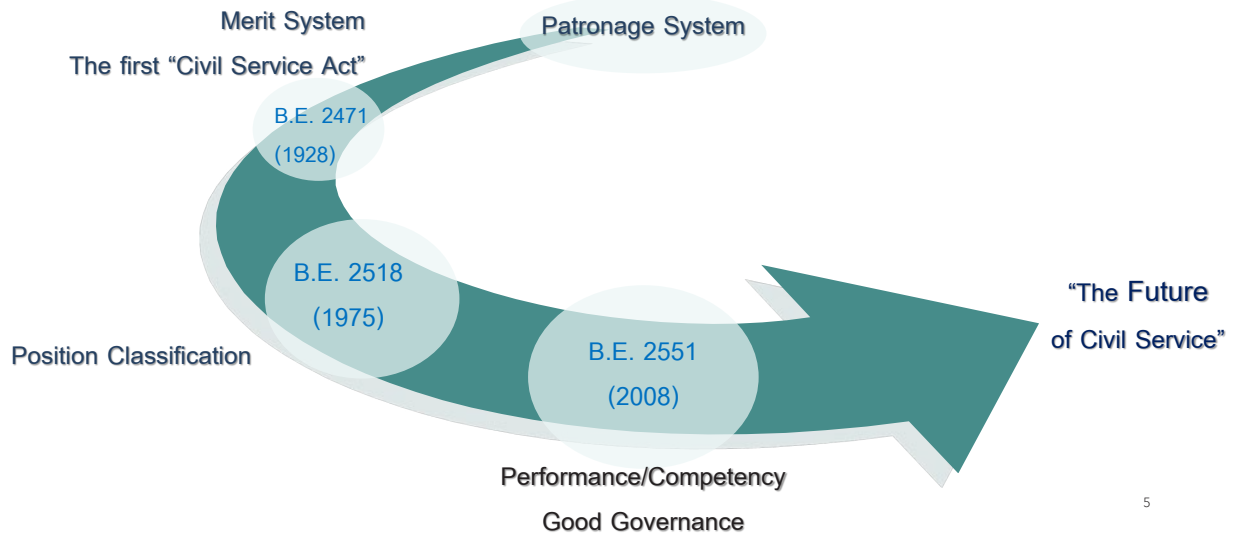 Patronage System
Merit System
The first “Civil Service Act”
B.E. 2471
(1928)
B.E. 2518
(1975)
Position Classification
B.E. 2551
(2008)
Performance/Competency
Good Governance
“The Future
of Civil Service”
5